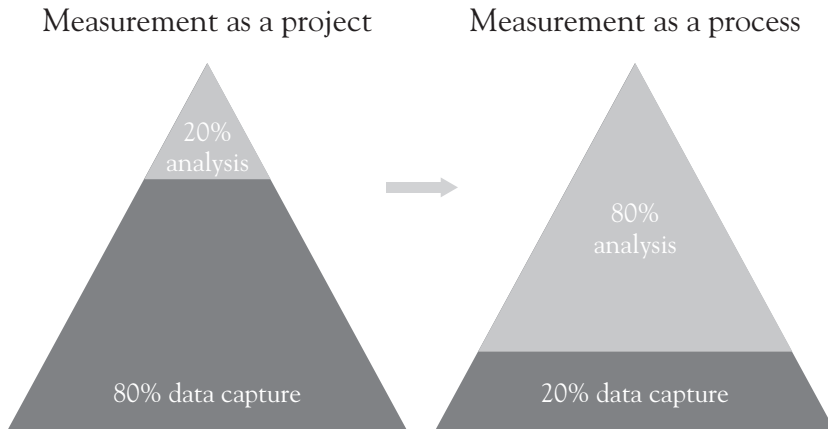 Measurement as a project
Measurement as a process
20%
analysis
80% data capture
80%
analysis
20% data capture